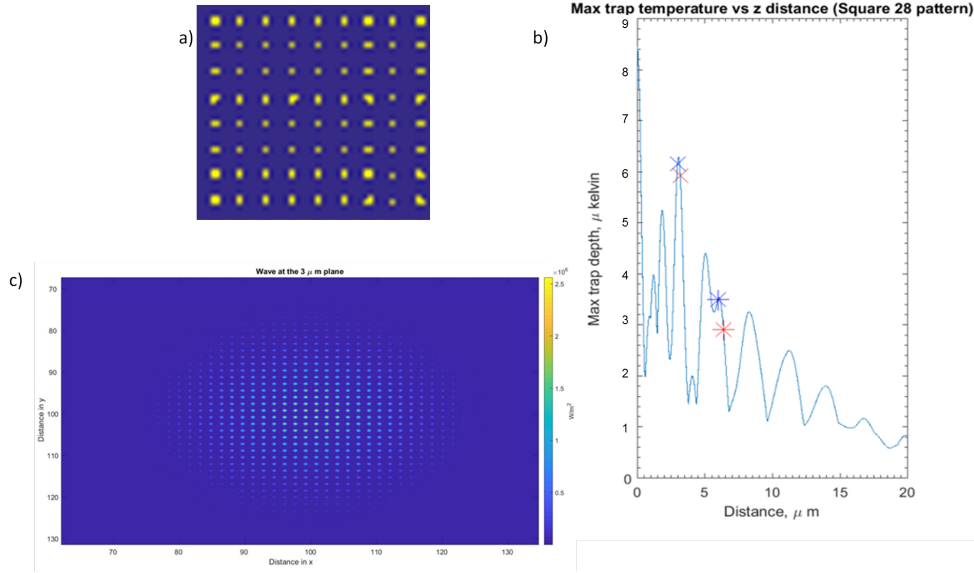 a)
b)
Max trap temperature vs z distance (Square 28 pattern)
9
8
7
6
5
4
3
2
1
0
Max trap depth, μ kelvin
0 5 10 15 20
Distance, μ m
c)
Wave at the 3 μ m plane
70
80
90
100
110
120
130
Distance in y
70 80 90 100 110 120 130
Distance in x
×10⁶
2.5
2
1.5
1
0.5
W/m²